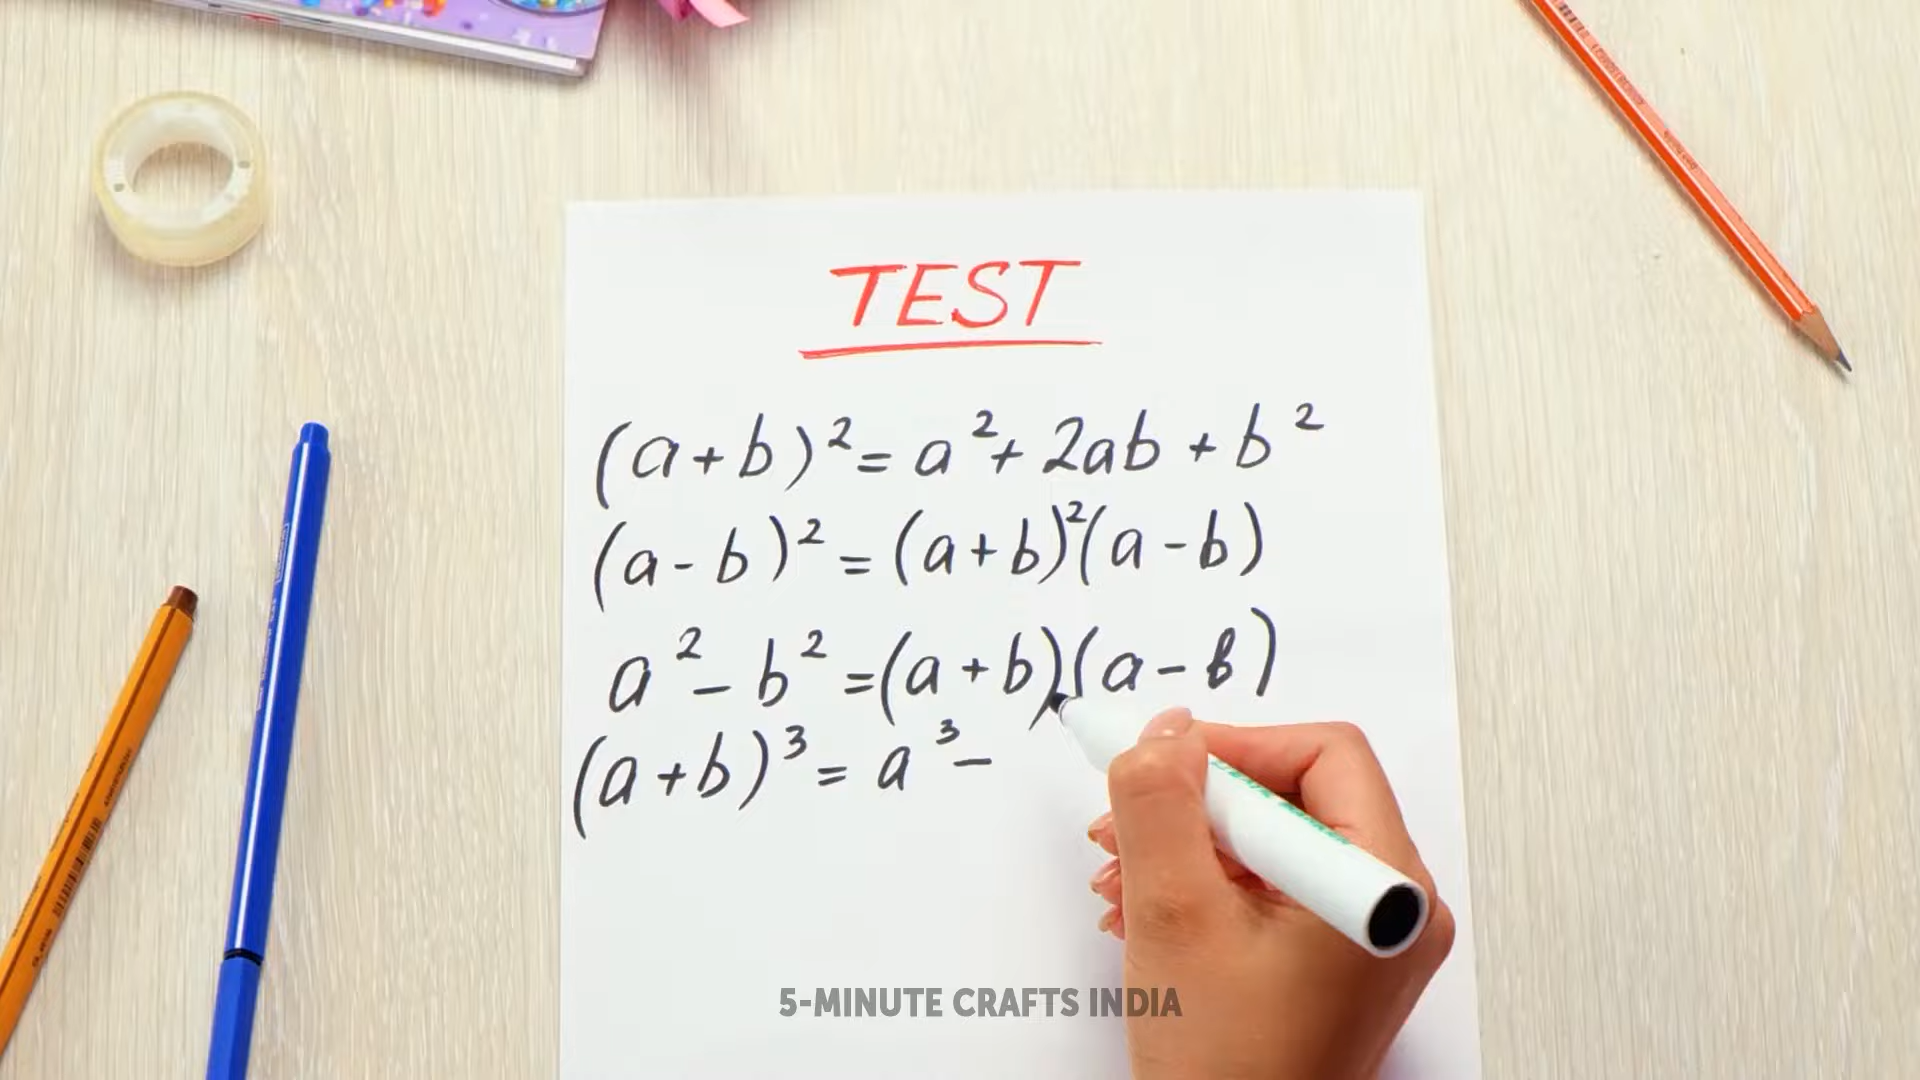 TEST
(a+b)²= a²+ 2ab + b²
(a-b)² = (a+b)²(a-b)
a²- b² =(a+b)(a-b)
(a+b)³= a³-
5-MINUTE CRAFTS INDIA